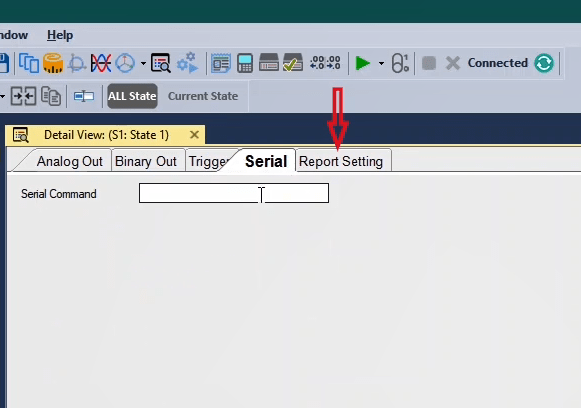 ndow Help
Connected
ALL State Current State
Detail View: (S1: State 1)
Analog Out Binary Out Trigger Serial Report Setting
Serial Command